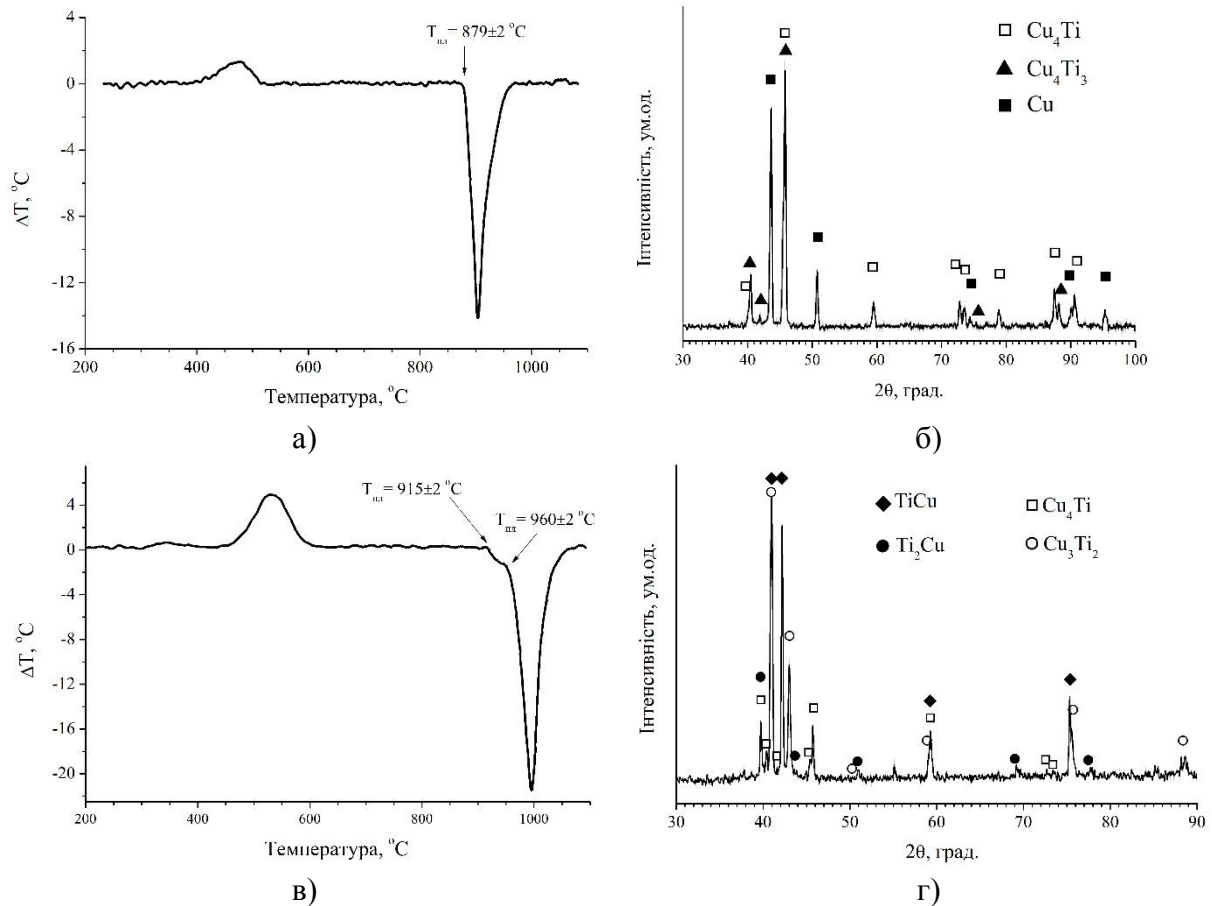 Tпл= 879±2 °C
4
0
-4
-8
-12
-16
200
400
600
800
1000
ΔT, °C
Температура, °C
а)
Інтенсивність, ум.од.
Cu4Ti
Cu4Ti3
Cu
30
40
50
60
70
80
90
100
2θ, град.
б)
Tпл= 915±2 °C
Tпл= 960±2 °C
4
0
-4
-8
-12
-16
-20
200
400
600
800
1000
ΔT, °C
Температура, °C
в)
Інтенсивність, ум.од.
TiCu
Cu4Ti
Ti2Cu
Cu3Ti2
30
40
50
60
70
80
90
2θ, град.
г)